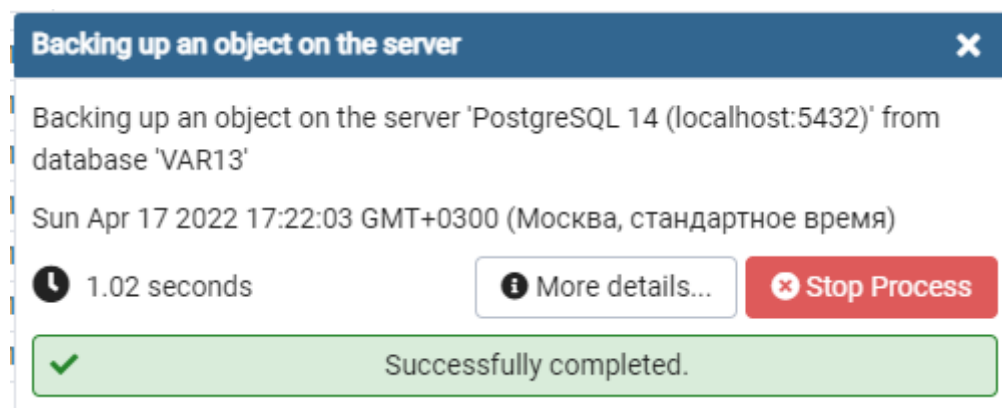 Backing up an object on the server
Backing up an object on the server 'PostgreSQL 14 (localhost:5432)' from
database 'VAR13'
Sun Apr 17 2022 17:22:03 GMT+0300 (Москва, стандартное время)
1.02 seconds
More details...
Stop Process
Successfully completed.